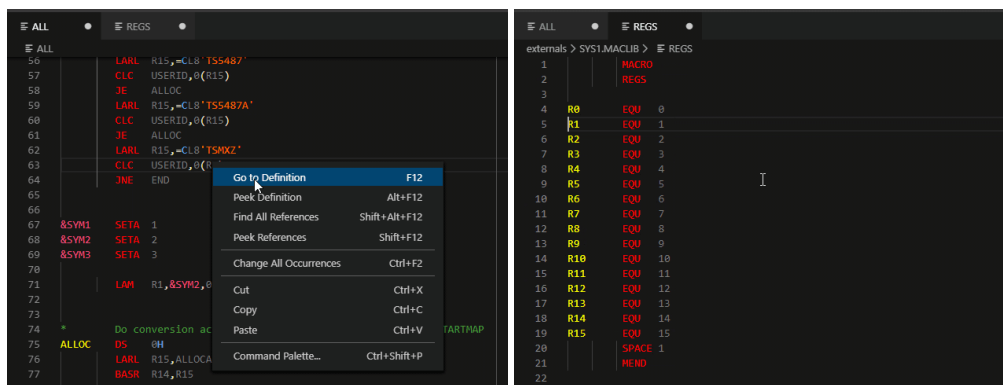 ALL REGS
ALL
56 LARL R15,=CL8'TS5487'
57 CLC USERID,0(R15)
58 JE ALLOC
59 LARL R15,=CL8'TS5487A'
60 CLC USERID,0(R15)
61 JE ALLOC
62 LARL R15,=CL8'TSMXZ'
63 CLC USERID,0(R
64 JNE END
65
66
67 &SYM1 SETA 1
68 &SYM2 SETA 2
69 &SYM3 SETA 3
70
71 LAM R1,&SYM2,0
72
73
74 * Do conversion ac TARTMAP
75 ALLOC DS 0H
76 LARL R15,ALLOCA
77 BASR R14,R15
Go to Definition F12
Peek Definition Alt+F12
Find All References Shift+Alt+F12
Peek References Shift+F12
Change All Occurrences Ctrl+F2
Cut Ctrl+X
Copy Ctrl+C
Paste Ctrl+V
Command Palette... Ctrl+Shift+P
ALL REGS
externals > SYS1.MACLIB > REGS
1 MACRO
2 REGS
3
4 R0 EQU 0
5 R1 EQU 1
6 R2 EQU 2
7 R3 EQU 3
8 R4 EQU 4
9 R5 EQU 5
10 R6 EQU 6
11 R7 EQU 7
12 R8 EQU 8
13 R9 EQU 9
14 R10 EQU 10
15 R11 EQU 11
16 R12 EQU 12
17 R13 EQU 13
18 R14 EQU 14
19 R15 EQU 15
20 SPACE 1
21 MEND
22